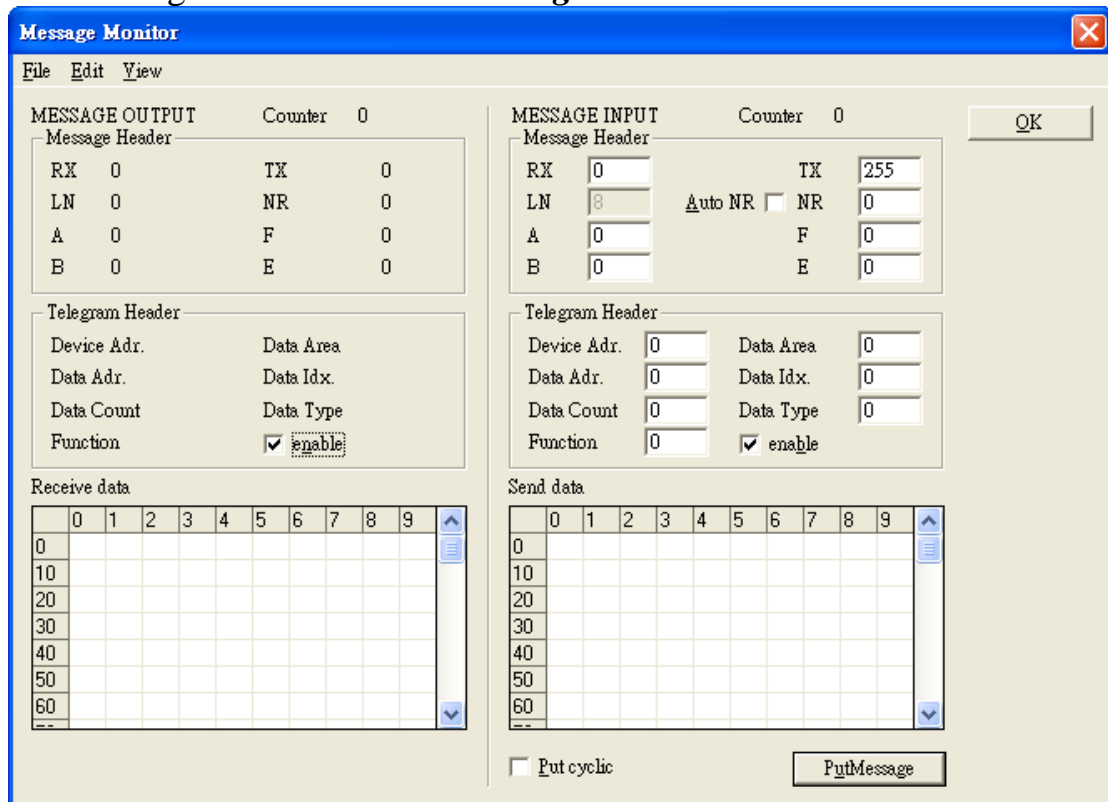 Message Monitor
File Edit View
MESSAGE OUTPUT Counter 0
Message Header
RX 0 TX 0
LN 0 NR 0
A 0 F 0
B 0 E 0
Telegram Header
Device Adr. Data Area
Data Adr. Data Idx.
Data Count Data Type
Function enable
Receive data
0 1 2 3 4 5 6 7 8 9
0
10
20
30
40
50
60
MESSAGE INPUT Counter 0
Message Header
RX 0 TX 255
LN 8 Auto NR NR 0
A 0 F 0
B 0 E 0
Telegram Header
Device Adr. 0 Data Area 0
Data Adr. 0 Data Idx. 0
Data Count 0 Data Type 0
Function 0 enable
Send data
0 1 2 3 4 5 6 7 8 9
0
10
20
30
40
50
60
Put cyclic PutMessage
OK